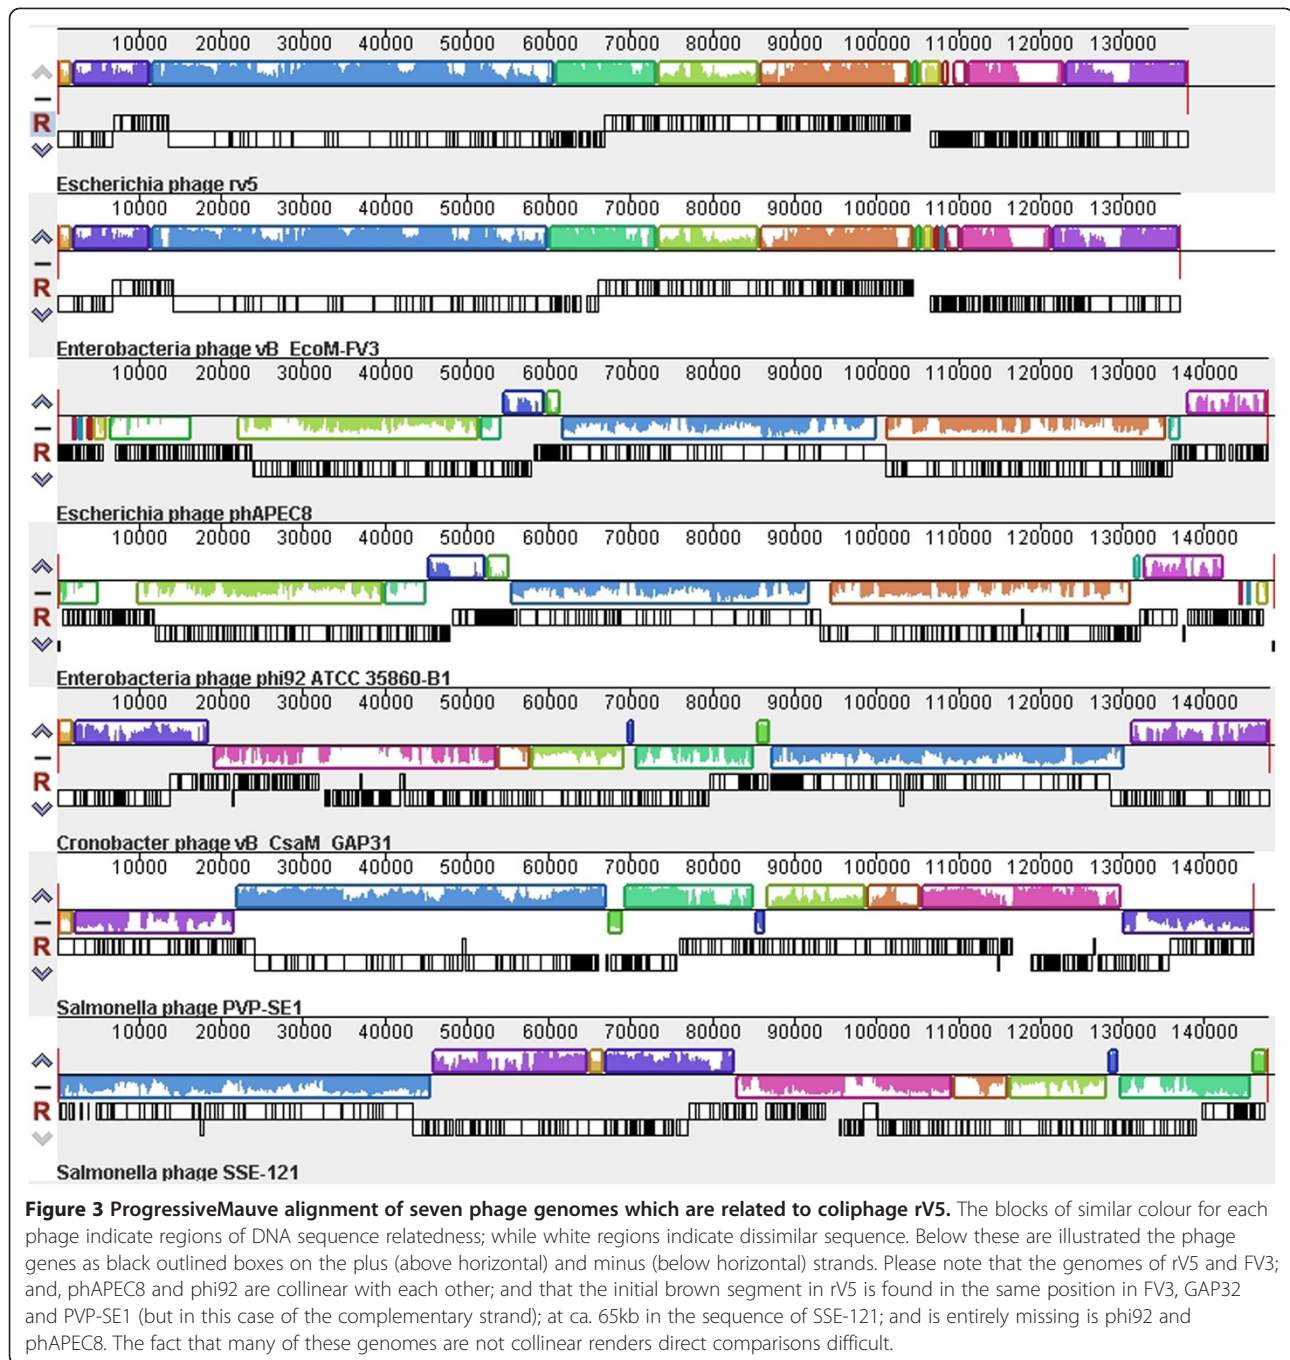 10000 20000 30000 40000 50000 60000 70000 80000 90000 100000 110000 120000 130000
R
Escherichia phage rv5
10000 20000 30000 40000 50000 60000 70000 80000 90000 100000 110000 120000 130000
R
Enterobacteria phage vB_EcoM-FV3
10000 20000 30000 40000 50000 60000 70000 80000 90000 100000 110000 120000 130000 140000
R
Escherichia phage phAPEC8
10000 20000 30000 40000 50000 60000 70000 80000 90000 100000 110000 120000 130000 140000
R
Enterobacteria phage phi92 ATCC 35860-B1
10000 20000 30000 40000 50000 60000 70000 80000 90000 100000 110000 120000 130000 140000
R
Cronobacter phage vB_CsaM_GAP31
10000 20000 30000 40000 50000 60000 70000 80000 90000 100000 110000 120000 130000 140000
R
Salmonella phage PVP-SE1
10000 20000 30000 40000 50000 60000 70000 80000 90000 100000 110000 120000 130000 140000
R
Salmonella phage SSE-121
Figure 3 ProgressiveMauve alignment of seven phage genomes which are related to coliphage rV5. The blocks of similar colour for each
phage indicate regions of DNA sequence relatedness; while white regions indicate dissimilar sequence. Below these are illustrated the phage
genes as black outlined boxes on the plus (above horizontal) and minus (below horizontal) strands. Please note that the genomes of rV5 and FV3;
and, phAPEC8 and phi92 are collinear with each other; and that the initial brown segment in rV5 is found in the same position in FV3, GAP32
and PVP-SE1 (but in this case of the complementary strand); at ca. 65kb in the sequence of SSE-121; and is entirely missing is phi92 and
phAPEC8. The fact that many of these genomes are not collinear renders direct comparisons difficult.